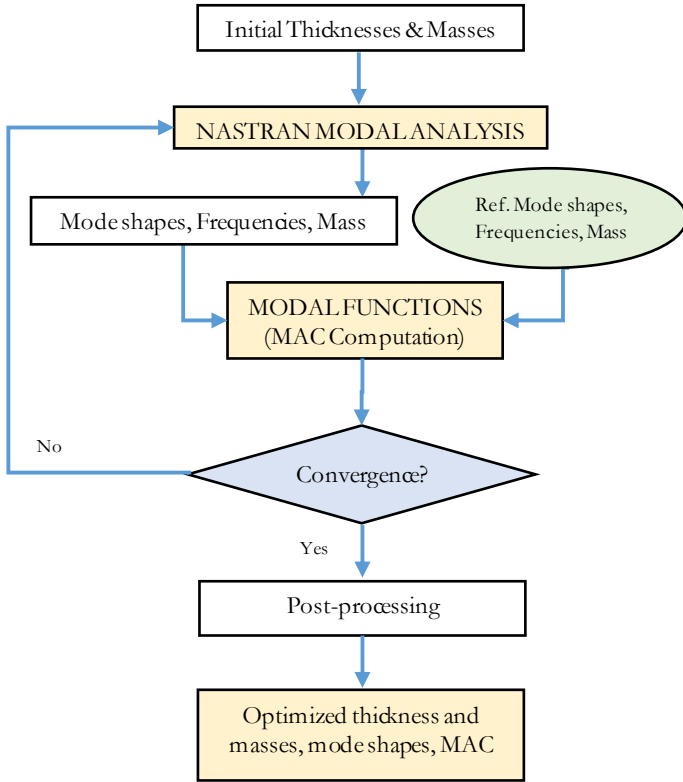 Initial Thicknesses & Masses
NASTRAN MODAL ANALYSIS
Mode shapes, Frequencies, Mass
Ref. Mode shapes,
Frequencies, Mass
MODAL FUNCTIONS
(MAC Computation)
No
Convergence?
Yes
Post-processing
Optimized thickness and
masses, mode shapes, MAC